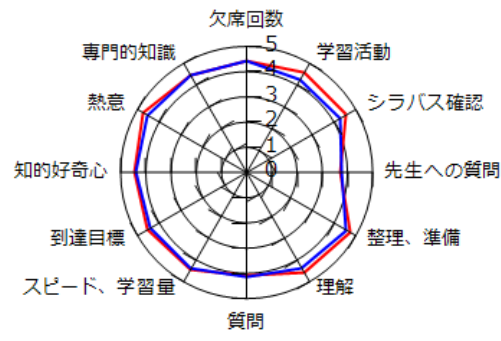 欠席回数
学習活動
シラバス確認
先生への質問
整理、準備
理解
質問
スピード、学習量
到達目標
知的好奇心
熱意
専門的知識
5
4
3
2
1
0